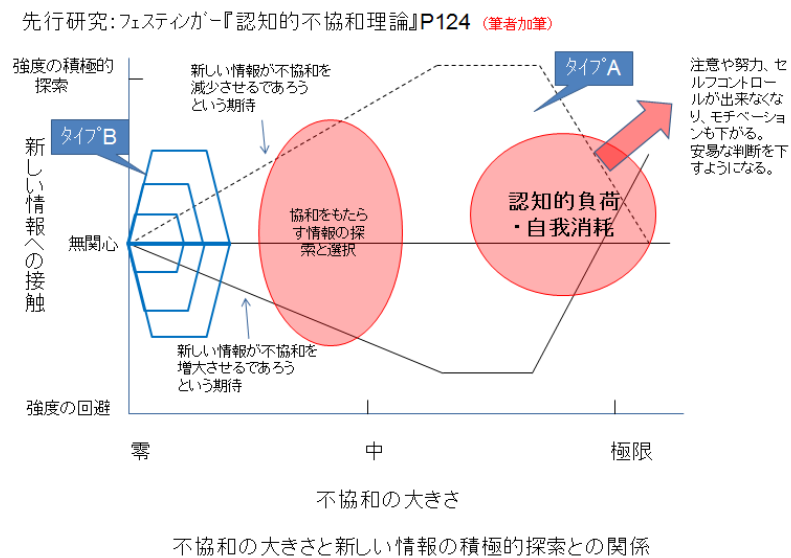 先行研究：フェスティンガー『認知的不協和理論』P124 （筆者加筆）
強度の積極的
探索
新しい情報が不協和を
減少させるであろう
という期待
タイプA
注意や努力、セ
ルフコントロー
ルが出来なくな
り、モチベーショ
ンも下がる。
安易な判断を下
すようになる。
タイプB
新しい情報への接触
無関心
協和をもたら
す情報の探
索と選択
認知的負荷
・自我消耗
新しい情報が不協和を
増大させるであろう
という期待
強度の回避
零
中
極限
不協和の大きさ
不協和の大きさと新しい情報の積極的探索との関係